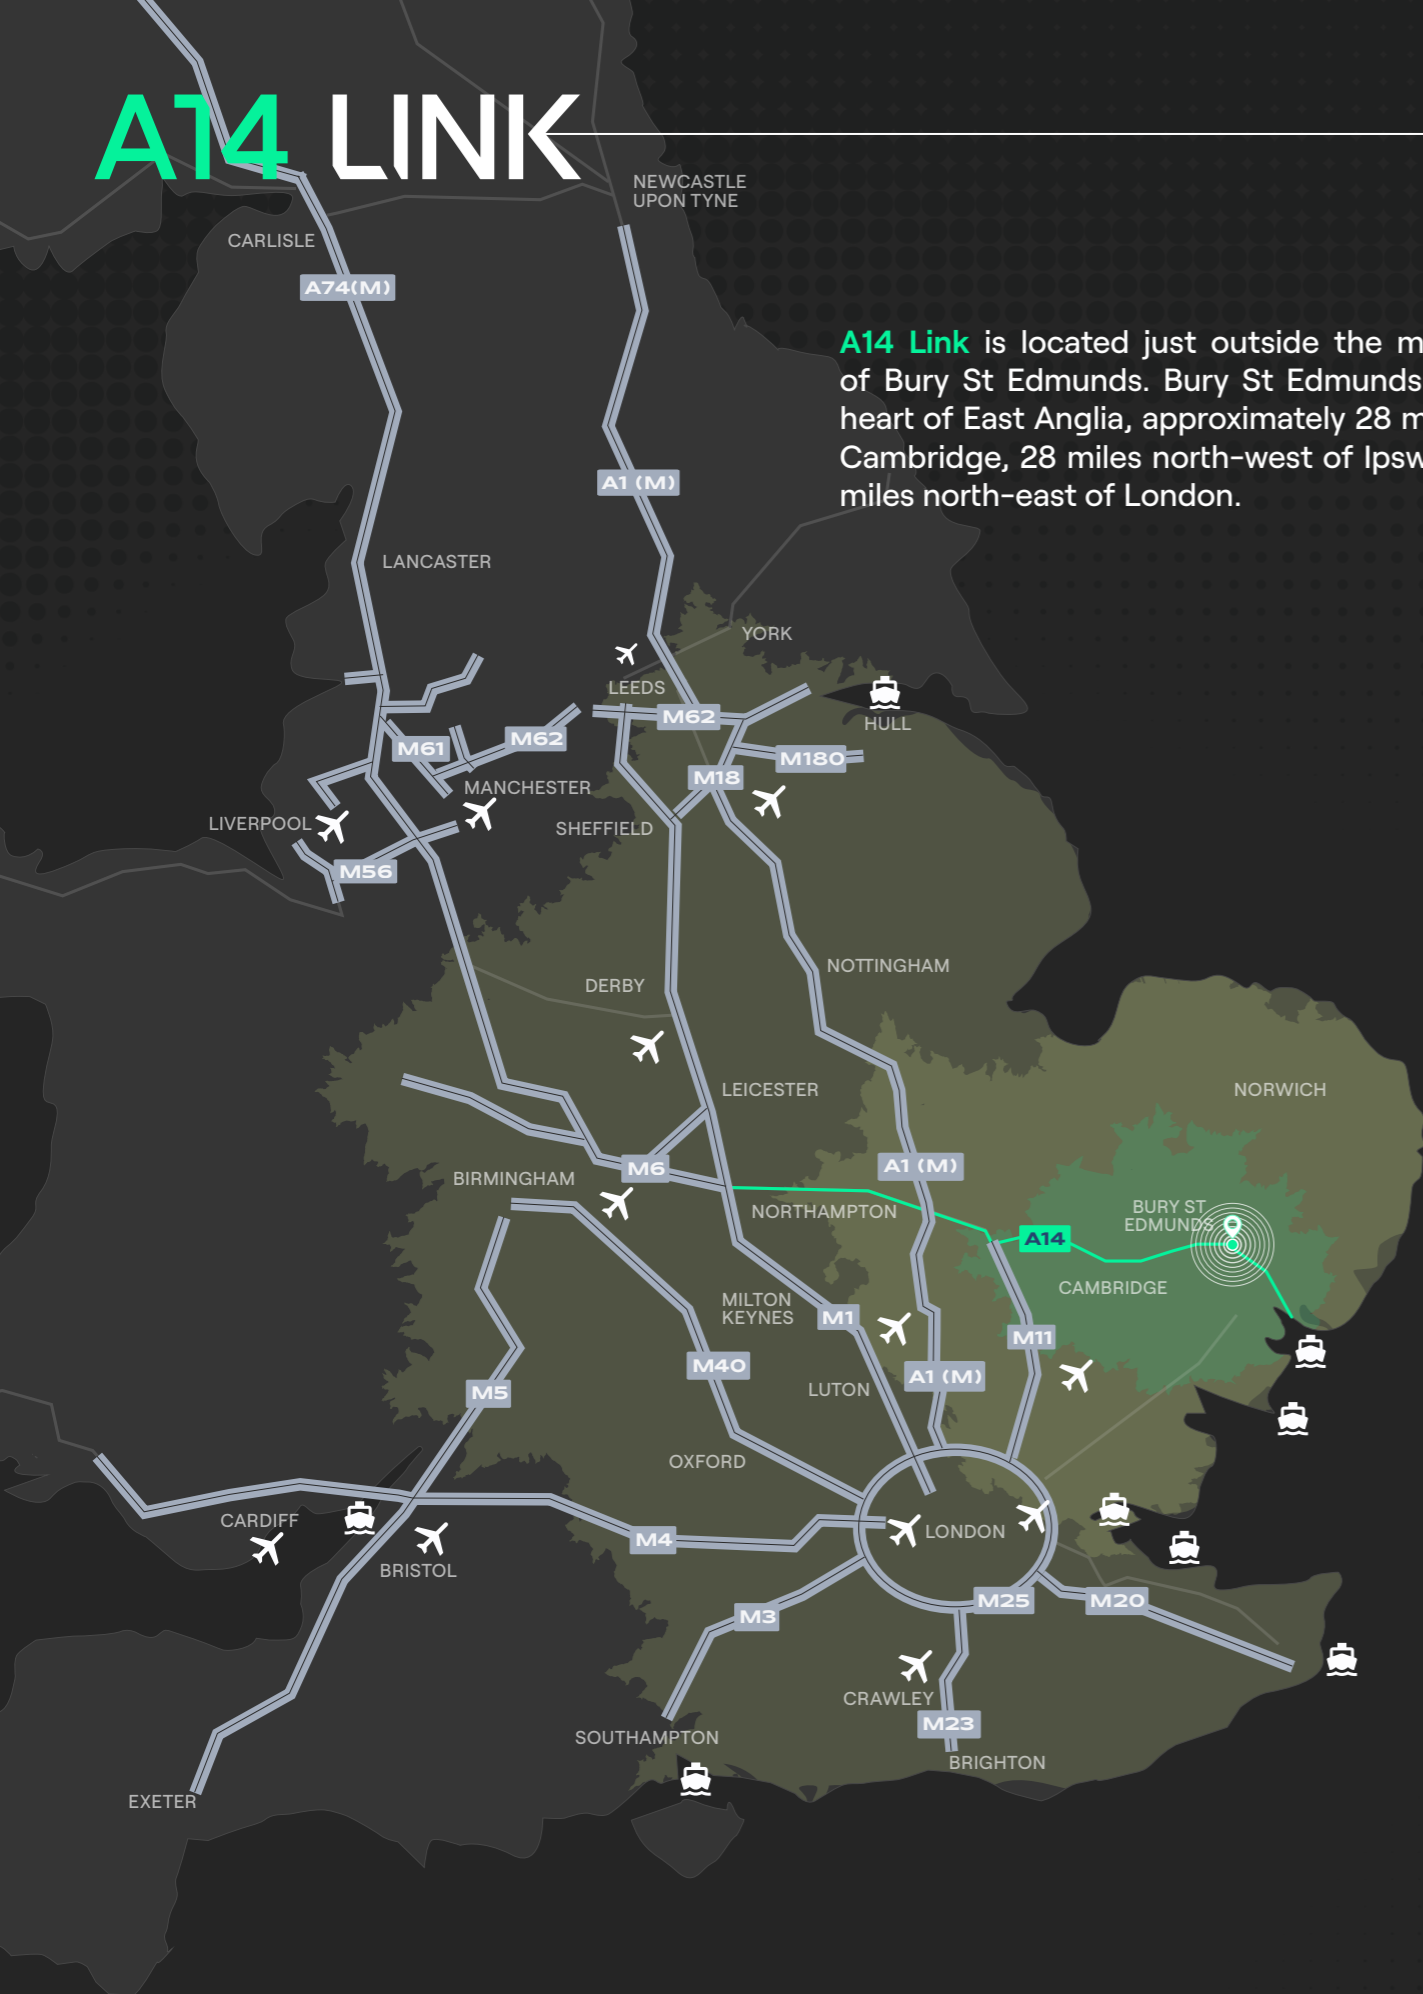 A14 LINK
NEWCASTLE
UPON TYNE
CARLISLE
A74(M)
A14 Link is located just outside the
of Bury St Edmunds. Bury St Edmunds
heart of East Anglia, approximately 28
Cambridge, 28 miles north-west of
miles north-east of London.
A1 (M)
LANCASTER
YORK
LEEDS
HULL
M62
M61
M62
M180
M18
MANCHESTER
LIVERPOOL
SHEFFIELD
M56
NOTTINGHAM
DERBY
LEICESTER
NORWICH
A1 (M)
M6
BIRMINGHAM
NORTHAMPTON
BURY ST
EDMUNDS
A14
CAMBRIDGE
MILTON
KEYNES
M1
M11
M40
A1 (M)
M5
LUTON
OXFORD
CARDIFF
LONDON
M4
BRISTOL
M25
M20
M3
CRAWLEY
M23
SOUTHAMPTON
BRIGHTON
EXETER